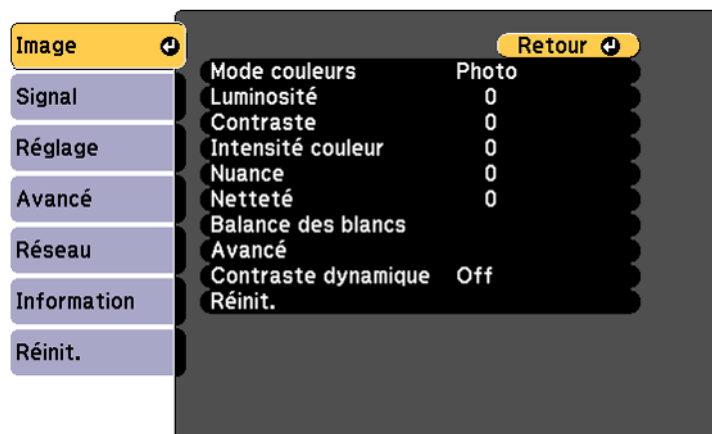 Image
Signal
Réglage
Avancé
Réseau
Information
Réinit.
Retour
Mode couleurs Photo
Luminosité 0
Contraste 0
Intensité couleur 0
Nuance 0
Netteté 0
Balance des blancs
Avancé
Contraste dynamique Off
Réinit.